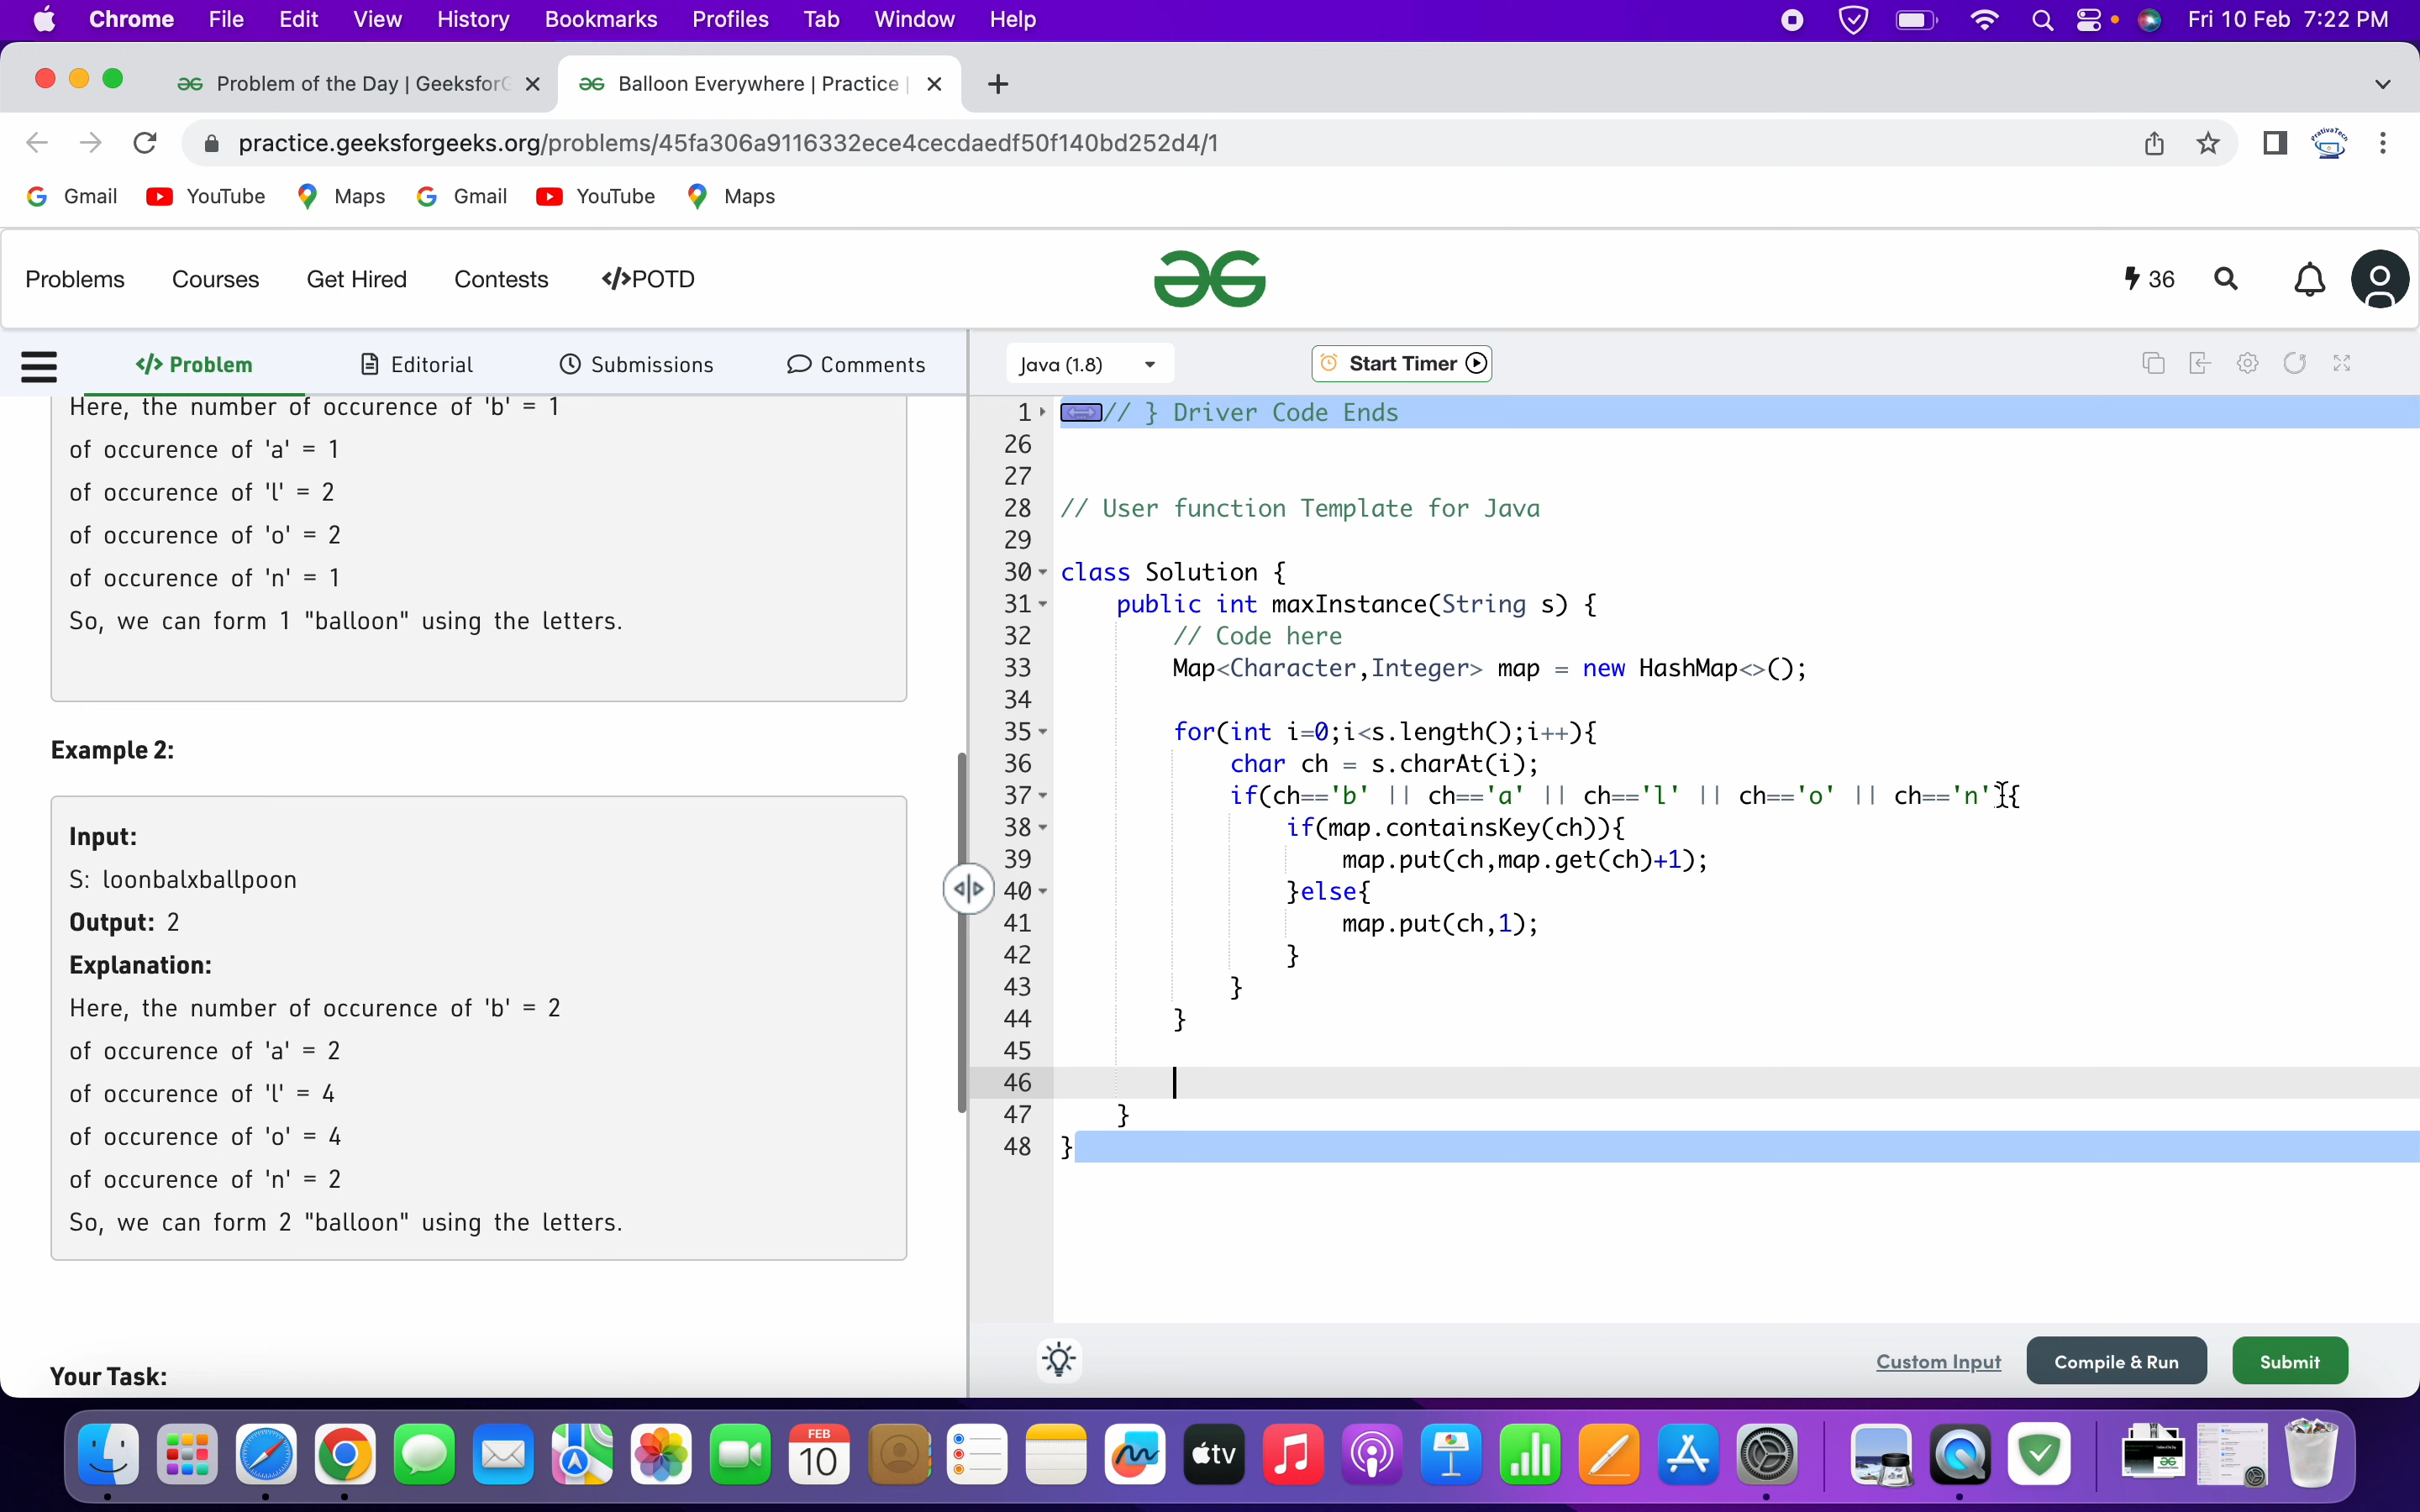 Chrome File Edit View History Bookmarks Profiles Tab Window Help Fri 10 Feb 7:22 PM
Problem of the Day | Geeksfor
Balloon Everywhere | Practice |
practice.geeksforgeeks.org/problems/45fa306a9116332ece4cecdaedf50f140bd252d4/1
Gmail YouTube Maps Gmail YouTube Maps
Problems Courses Get Hired Contests </>POTD 36
</> Problem Editorial Submissions Comments
Java (1.8) Start Timer
Here, the number of occurence of 'b' = 1
of occurence of 'a' = 1
of occurence of 'l' = 2
of occurence of 'o' = 2
of occurence of 'n' = 1
So, we can form 1 "balloon" using the letters.
Example 2:
Input:
S: loonbalxballpoon
Output: 2
Explanation:
Here, the number of occurence of 'b' = 2
of occurence of 'a' = 2
of occurence of 'l' = 4
of occurence of 'o' = 4
of occurence of 'n' = 2
So, we can form 2 "balloon" using the letters.
Your Task:
1 // } Driver Code Ends
26
27
28 // User function Template for Java
29
30 class Solution {
31 public int maxInstance(String s) {
32 // Code here
33 Map<Character,Integer> map = new HashMap<>();
34
35 for(int i=0;i<s.length();i++){
36 char ch = s.charAt(i);
37 if(ch=='b' || ch=='a' || ch=='l' || ch=='o' || ch=='n'){
38 if(map.containsKey(ch)){
39 map.put(ch,map.get(ch)+1);
40 }else{
41 map.put(ch,1);
42 }
43 }
44 }
45
46
47 }
48 }
Custom Input Compile & Run Submit
FEB
10
tv